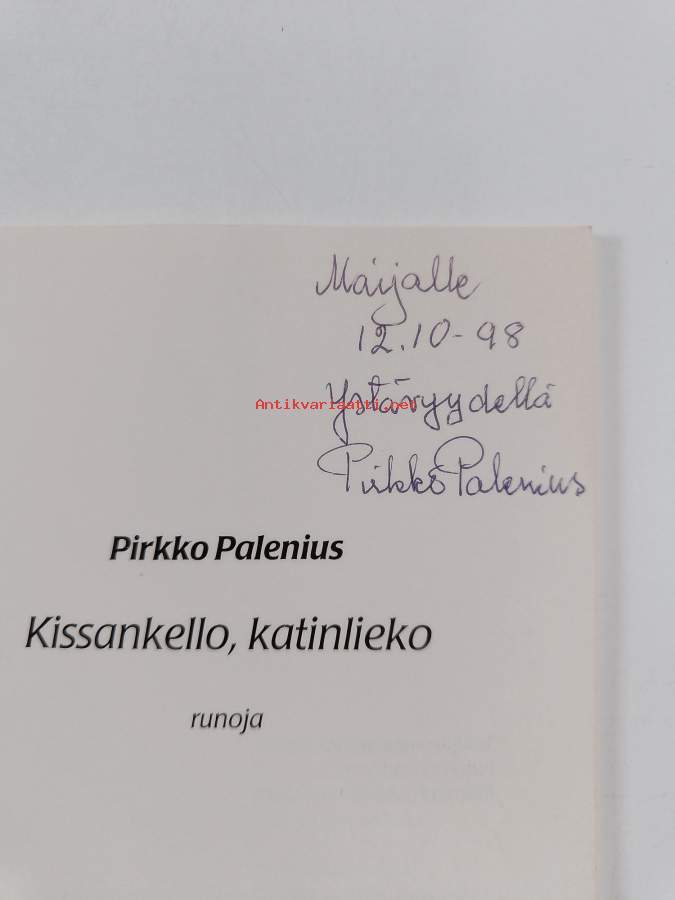 Maijalle
12.10-98
Ystävyydellä
Antikvariaatti.net
Pirkko Palenius
Pirkko Palenius
Kissankello, katinlieko
runoja